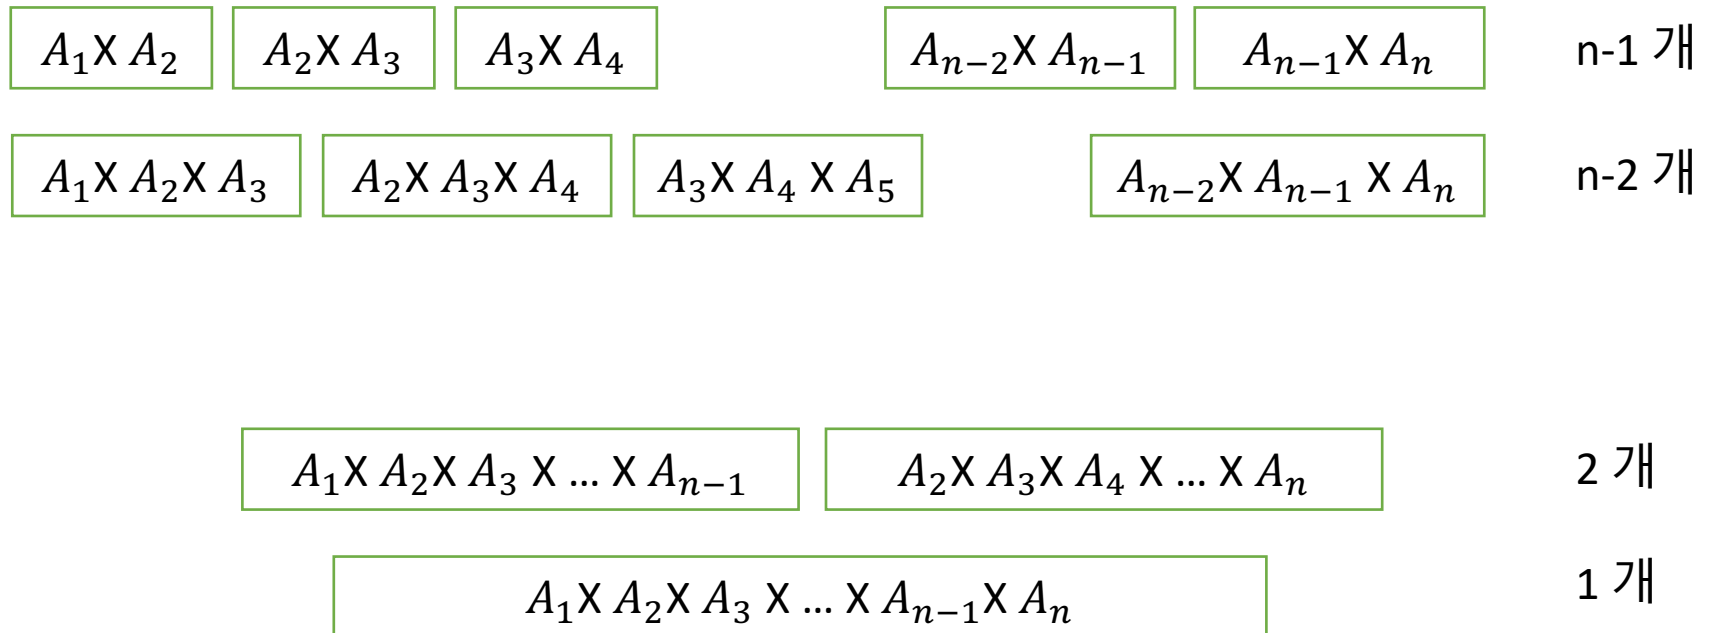 A₁X A₂ A₂X A₃ A₃X A₄ Aₙ₋₂X Aₙ₋₁ Aₙ₋₁X Aₙ n-1 개
A₁X A₂X A₃ A₂X A₃X A₄ A₃X A₄ X A₅ Aₙ₋₂X Aₙ₋₁ X Aₙ n-2 개
A₁X A₂X A₃ X ... X Aₙ₋₁ A₂X A₃X A₄ X ... X Aₙ 2 개
A₁X A₂X A₃ X ... X Aₙ₋₁X Aₙ 1 개